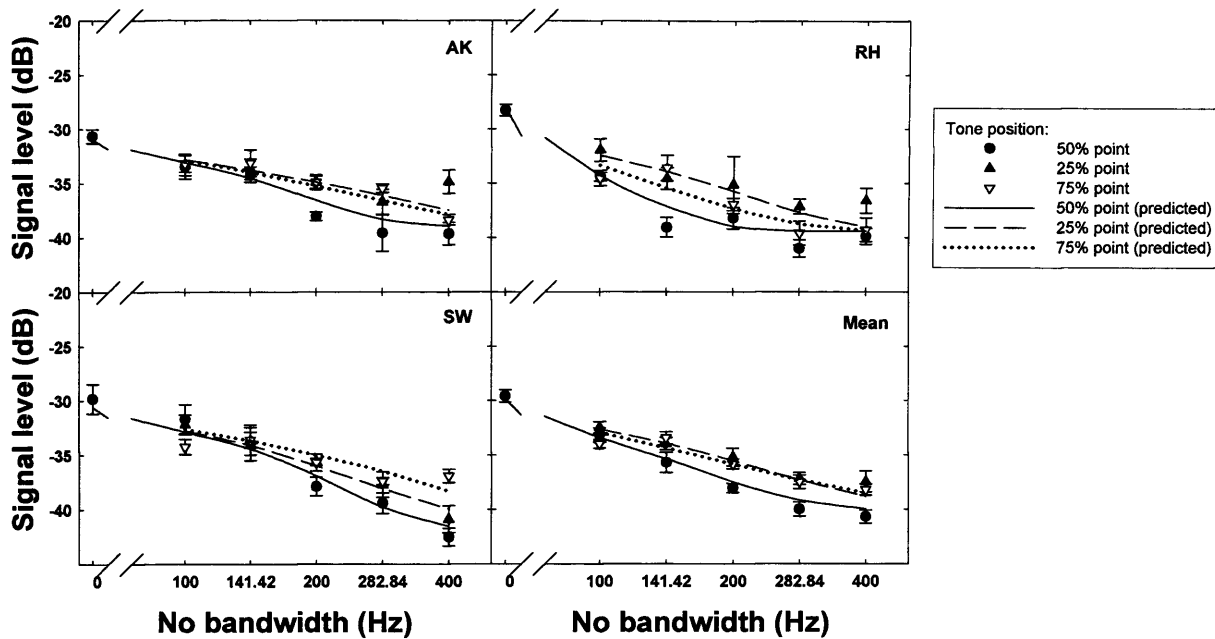 -20
-25
-30
-35
-40
-20
-25
-30
-35
-40
Signal level (dB)
Signal level (dB)
AK
RH
SW
Mean
Tone position:
50% point
25% point
75% point
50% point (predicted)
25% point (predicted)
75% point (predicted)
0
100
141.42
200
282.84
400
0
100
141.42
200
282.84
400
No bandwidth (Hz)
No bandwidth (Hz)